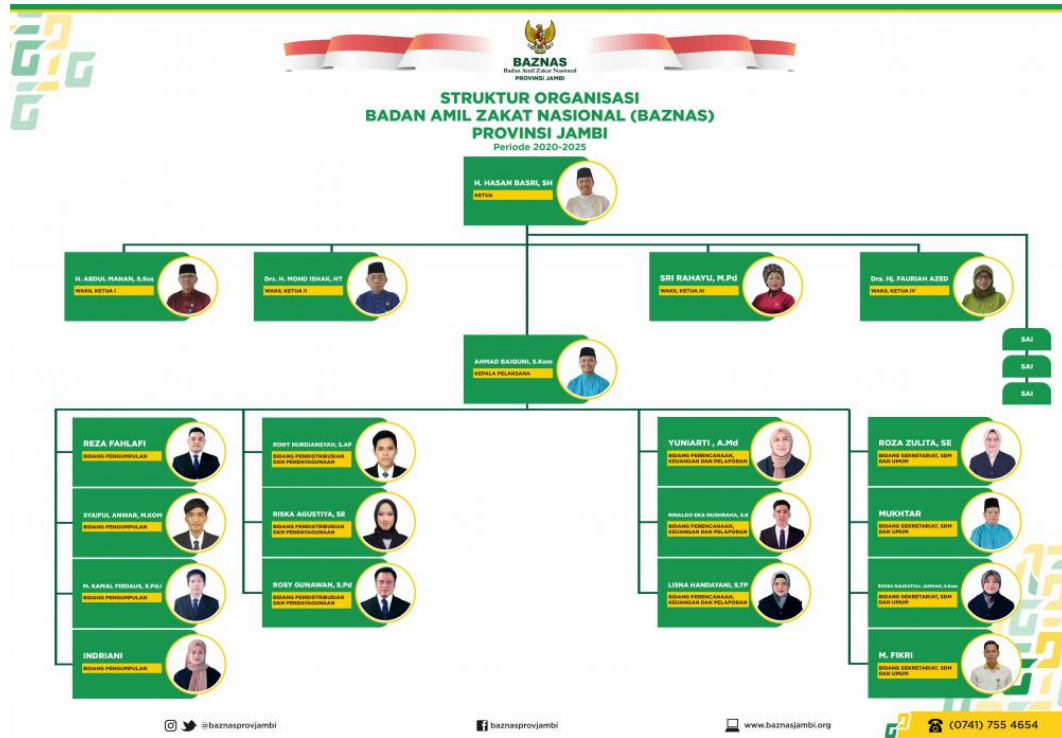 BAZNAS
Badan Amil Zakat Nasional
PROVINSI JAMBI
STRUKTUR ORGANISASI
BADAN AMIL ZAKAT NASIONAL (BAZNAS)
PROVINSI JAMBI
Periode 2020-2025
H. HASAN BASRI, SH
KETUA
H. ABDUL MANAN, S.Sos
WAKIL KETUA I
Drs. H. MOHD ISHAK, HT
WAKIL KETUA II
SRI RAHAYU, M.Pd
WAKIL KETUA III
Dra. Hj. FAURIAH AZED
WAKIL KETUA IV
SAI
SAI
SAI
AHMAD BAIQUNI, S.Kom
KEPALA PELAKSANA
REZA FAHLAFI
BIDANG PENGUMPULAN
SYAIFUL ANWAR, M.KOM
BIDANG PENGUMPULAN
M. KAMAL FIRDAUS, S.Pd.I
BIDANG PENGUMPULAN
INDRIANI
BIDANG PENGUMPULAN
RONY NURDIANSYAH, S.AP
BIDANG PENDISTRIBUSIAN
DAN PENDAYAGUNAAN
RISKA AGUSTIYA, SE
BIDANG PENDISTRIBUSIAN
DAN PENDAYAGUNAAN
ROSY GUNAWAN, S.Pd
BIDANG PENDISTRIBUSIAN
DAN PENDAYAGUNAAN
YUNIARTI , A.Md
BIDANG PERENCANAAN,
KEUANGAN DAN PELAPORAN
RINALDO EKA NUGHRAHA, S.E
BIDANG PERENCANAAN,
KEUANGAN DAN PELAPORAN
LISNA HANDAYANI, S.TP
BIDANG PERENCANAAN,
KEUANGAN DAN PELAPORAN
ROZA ZULITA, SE
BIDANG SEKRETARIAT, SDM
DAN UMUM
MUKHTAR
BIDANG SEKRETARIAT, SDM
DAN UMUM
RAUDATULL JANNAH, S.Kom
BIDANG SEKRETARIAT, SDM
DAN UMUM
M. FIKRI
BIDANG SEKRETARIAT, SDM
DAN UMUM
@baznasprovjambi
baznasprovjambi
www.baznasjambi.org
(0741) 755 4654